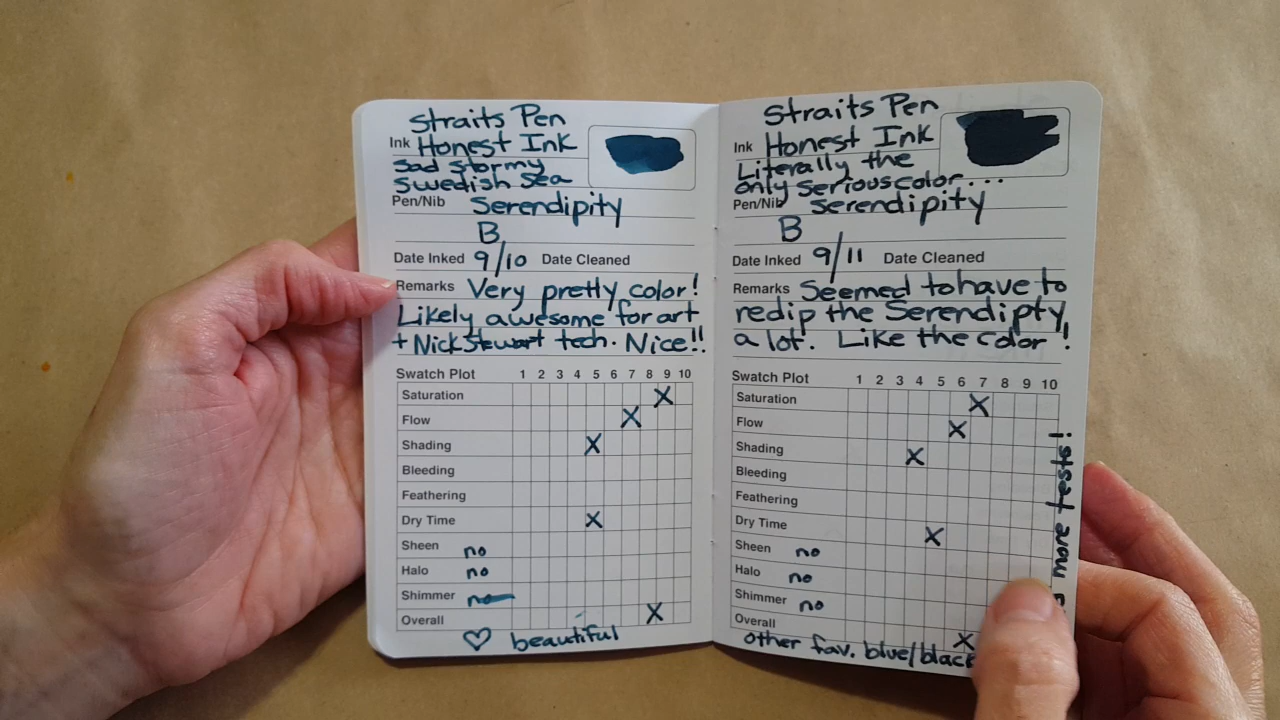 Straits Pen
Ink Honest Ink
Sad stormy
Swedish Sea
Pen/Nib Serendipity
B
Date Inked 9/10 Date Cleaned
Remarks Very pretty color!
Likely awesome for art
+ Nick Stewart tech. Nice!!
Swatch Plot 1 2 3 4 5 6 7 8 9 10
Saturation X
Flow X
Shading X
Bleeding
Feathering
Dry Time X
Sheen no
Halo no
Shimmer no
Overall X
♡ beautiful
Straits Pen
Ink Honest Ink
Literally the
only serious color...
Pen/Nib Serendipity
B
Date Inked 9/11 Date Cleaned
Remarks Seemed to have to
redip the Serendipty
a lot. Like the color!
Swatch Plot 1 2 3 4 5 6 7 8 9 10
Saturation X
Flow X
Shading X
Bleeding
Feathering
Dry Time X
Sheen no
Halo no
Shimmer no
Overall X
other fav. blue/black
more tests!